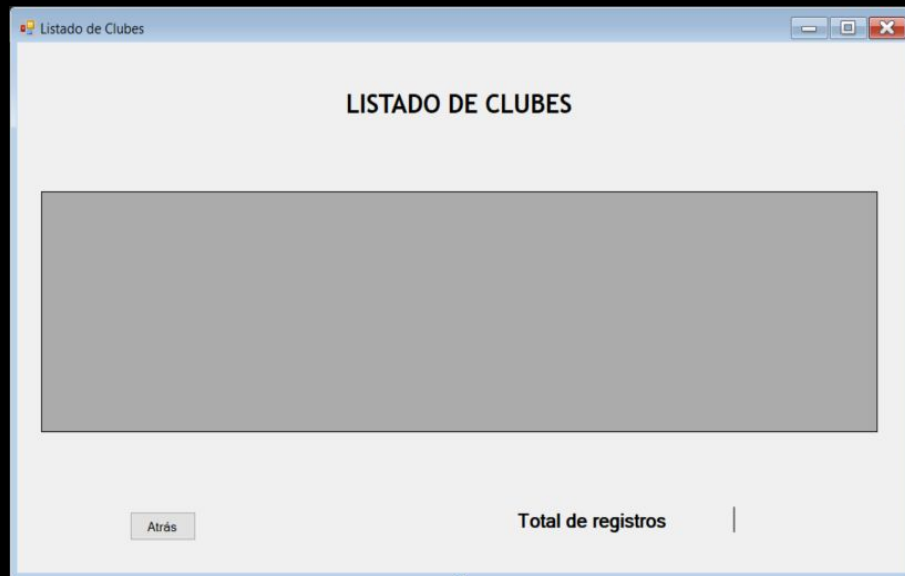 Listado de Clubes
LISTADO DE CLUBES
Atrás
Total de registros